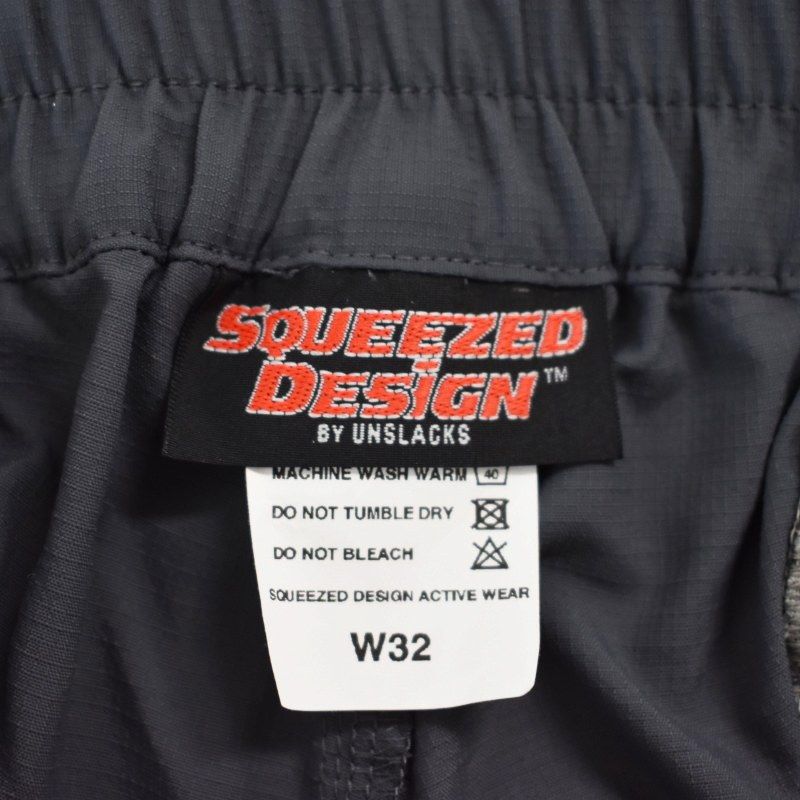 SQUEEZED
DESIGN™
BY UNSLACKS
MACHINE WASH WARM 40
DO NOT TUMBLE DRY
DO NOT BLEACH
SQUEEZED DESIGN ACTIVE WEAR
W32